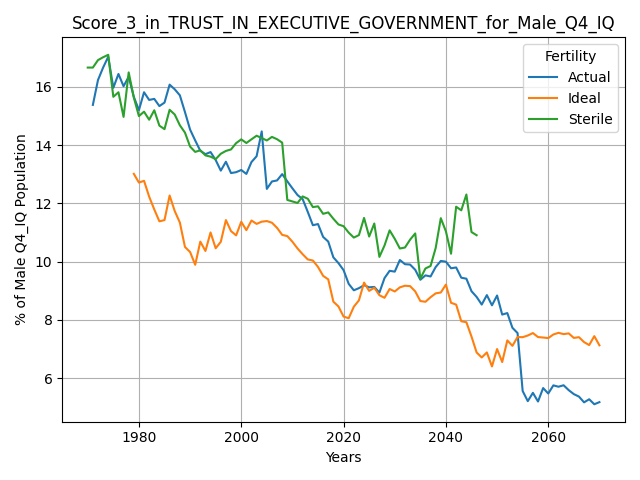 Score_3_in_TRUST_IN_EXECUTIVE_GOVERNMENT_for_Male_Q4_IQ
Fertility
Actual
Ideal
Sterile
% of Male Q4_IQ Population
16
14
12
10
8
6
1980
2000
2020
2040
2060
Years